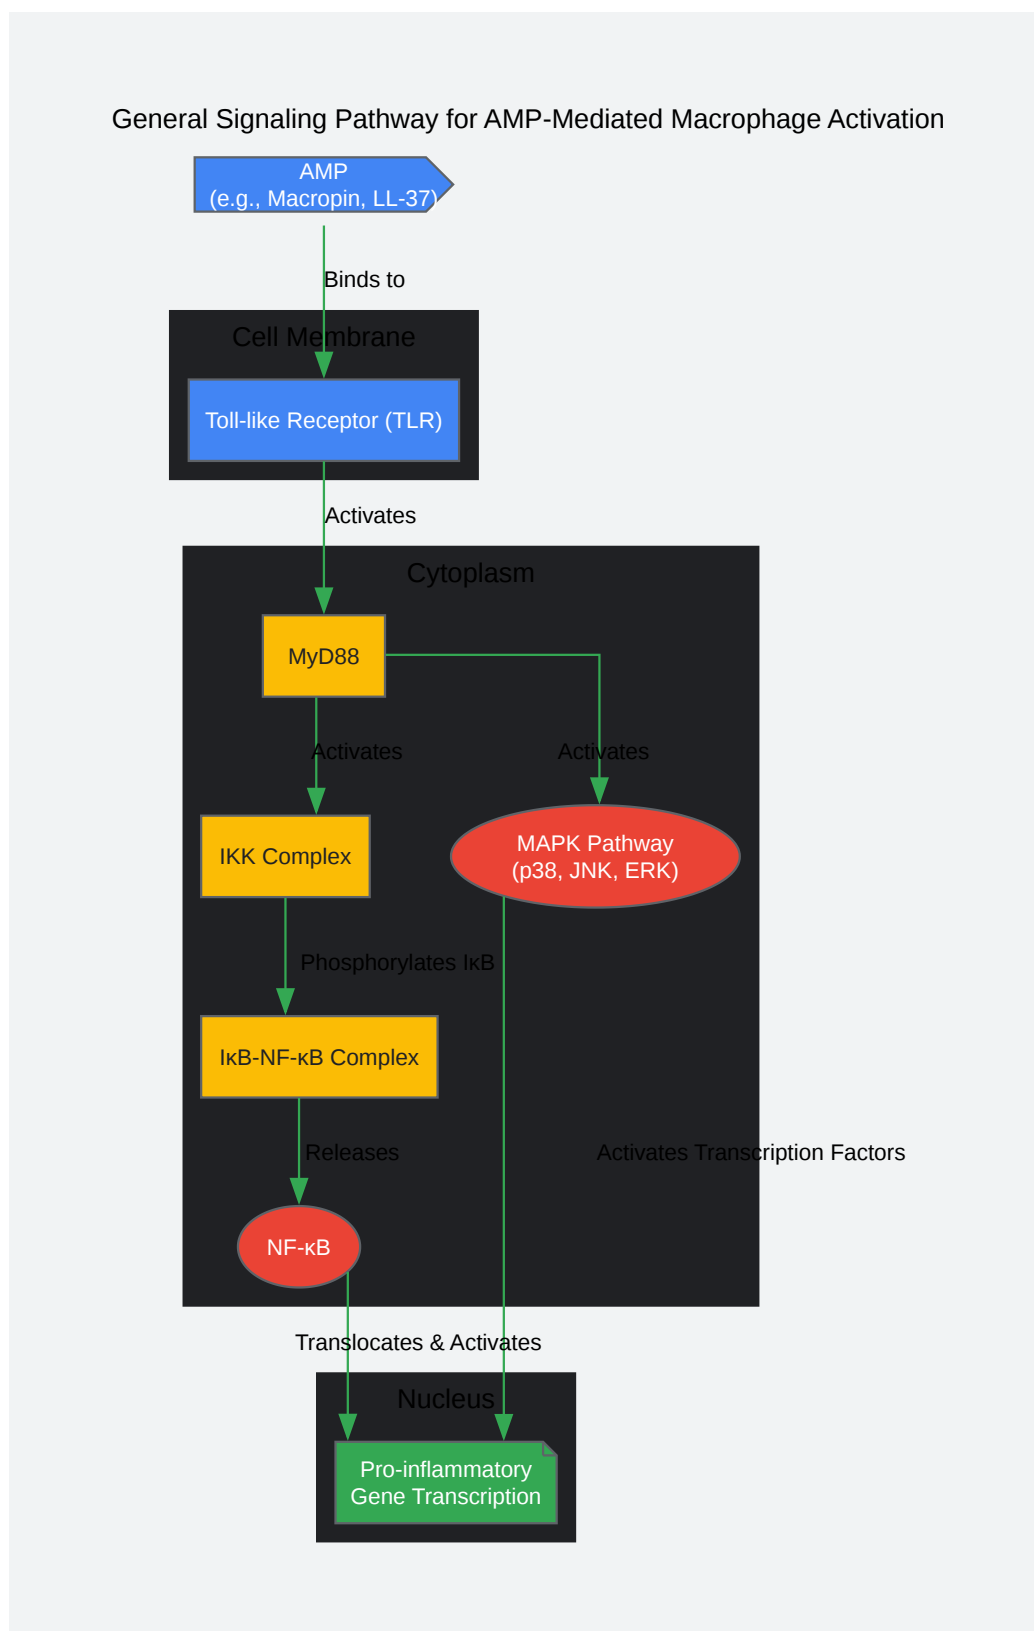 General Signaling Pathway for AMP-Mediated Macrophage Activation
AMP
(e.g., Macropin, LL-37)
Binds to
Cell Membrane
Toll-like Receptor (TLR)
Activates
Cytoplasm
MyD88
Activates
Activates
IKK Complex
MAPK Pathway
(p38, JNK, ERK)
Phosphorylates IκB
IκB-NF-κB Complex
Releases
Activates Transcription Factors
NF-κB
Translocates & Activates
Nucleus
Pro-inflammatory
Gene Transcription